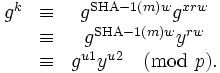 g^k ≡ g^{SHA−1(m)w} g^{xrw}
≡ g^{SHA−1(m)w} y^{rw}
≡ g^{u1} y^{u2} (mod p).